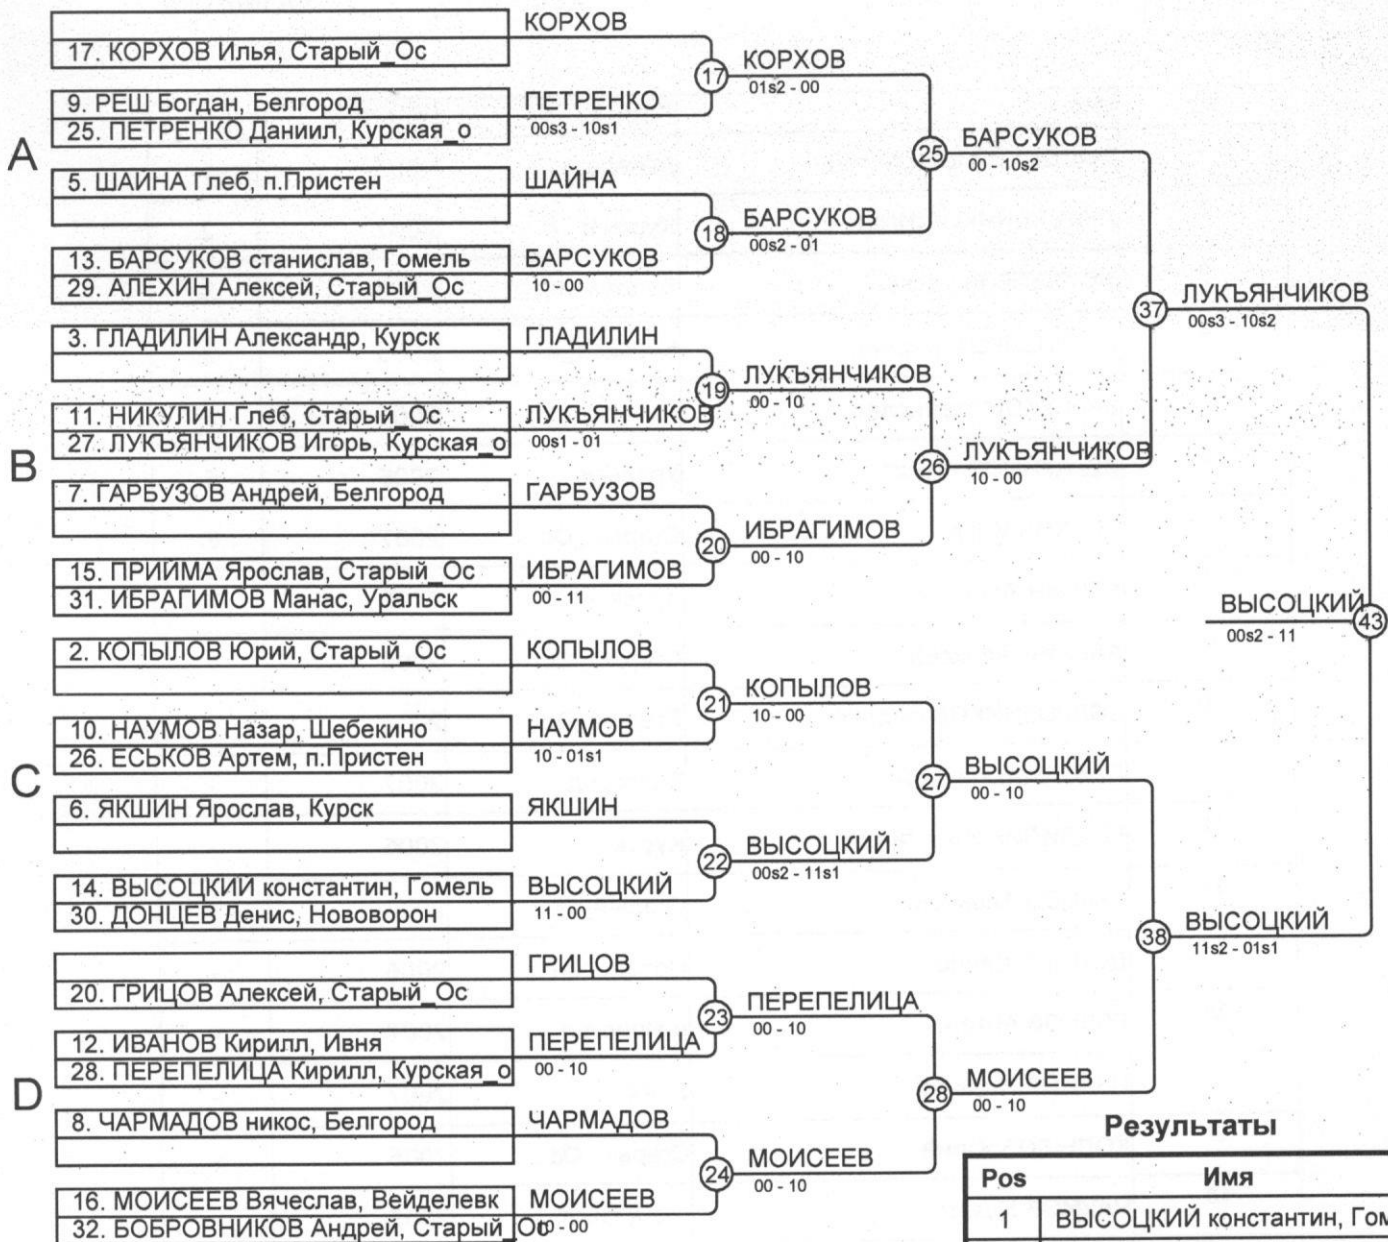 КОРХОВ
17. КОРХОВ Илья, Старый_Ос
17
КОРХОВ
01s2 - 00
9. РЕШ Богдан, Белгород
ПЕТРЕНКО
25. ПЕТРЕНКО Даниил, Курская_о
00s3 - 10s1
A
25
БАРСУКОВ
00 - 10s2
5. ШАЙНА Глеб, п.Пристен
ШАЙНА
18
БАРСУКОВ
00s2 - 01
13. БАРСУКОВ станислав, Гомель
БАРСУКОВ
29. АЛЕХИН Алексей, Старый_Ос
10 - 00
37
ЛУКЪЯНЧИКОВ
00s3 - 10s2
3. ГЛАДИЛИН Александр, Курск
ГЛАДИЛИН
19
ЛУКЪЯНЧИКОВ
00 - 10
11. НИКУЛИН Глеб, Старый_Ос
ЛУКЪЯНЧИКОВ
27. ЛУКЪЯНЧИКОВ Игорь, Курская_о
00s1 - 01
B
26
ЛУКЪЯНЧИКОВ
10 - 00
7. ГАРБУЗОВ Андрей, Белгород
ГАРБУЗОВ
20
ИБРАГИМОВ
00 - 10
15. ПРИЙМА Ярослав, Старый_Ос
ИБРАГИМОВ
31. ИБРАГИМОВ Манас, Уральск
00 - 11
ВЫСОЦКИЙ
43
00s2 - 11
2. КОПЫЛОВ Юрий, Старый_Ос
КОПЫЛОВ
21
КОПЫЛОВ
10 - 00
10. НАУМОВ Назар, Шебекино
НАУМОВ
26. ЕСЬКОВ Артем, п.Пристен
10 - 01s1
C
27
ВЫСОЦКИЙ
00 - 10
6. ЯКШИН Ярослав, Курск
ЯКШИН
22
ВЫСОЦКИЙ
00s2 - 11s1
14. ВЫСОЦКИЙ константин, Гомель
ВЫСОЦКИЙ
30. ДОНЦЕВ Денис, Нововорон
11 - 00
38
ВЫСОЦКИЙ
11s2 - 01s1
ГРИЦОВ
20. ГРИЦОВ Алексей, Старый_Ос
23
ПЕРЕПЕЛИЦА
00 - 10
12. ИВАНОВ Кирилл, Ивня
ПЕРЕПЕЛИЦА
28. ПЕРЕПЕЛИЦА Кирилл, Курская_о
00 - 10
D
28
МОИСЕЕВ
00 - 10
8. ЧАРМАДОВ никос, Белгород
ЧАРМАДОВ
24
МОИСЕЕВ
00 - 10
16. МОИСЕЕВ Вячеслав, Вейделевк
МОИСЕЕВ
32. БОБРОВНИКОВ Андрей, Старый_Ос
10 - 00
Результаты
Pos Имя
1 ВЫСОЦКИЙ константин, Гом